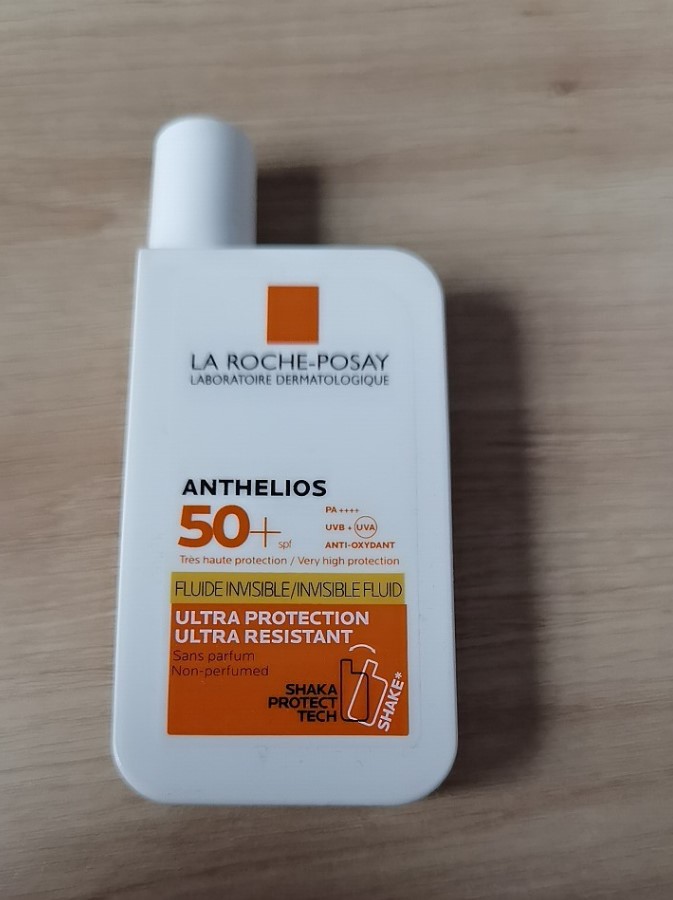 LA ROCHE-POSAY
LABORATOIRE DERMATOLOGIQUE
ANTHELIOS
50+ spf
PA ++++
UVB + UVA
ANTI-OXYDANT
Très haute protection / Very high protection
FLUIDE INVISIBLE/INVISIBLE FLUID
ULTRA PROTECTION
ULTRA RESISTANT
Sans parfum
Non-perfumed
SHAKA
PROTECT
TECH
SHAKE*